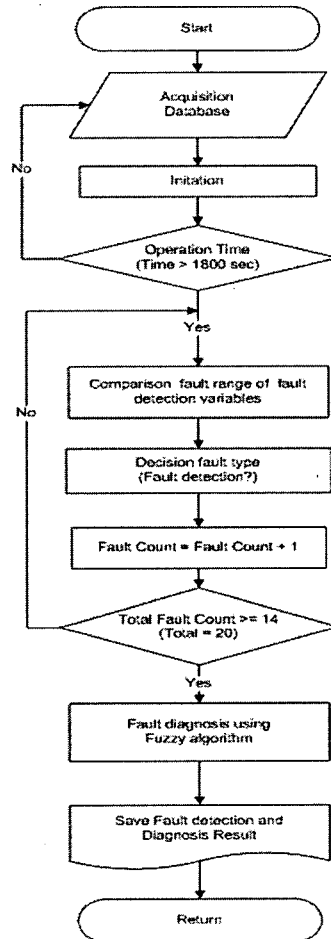 Start
Acquisition
Database
No
Initation
Operation Time
(Time > 1800 sec)
Yes
No
Comparison fault range of fault
detection variables
Decision fault type
(Fault detection?)
Fault Count = Fault Count + 1
Total Fault Count >= 14
(Total = 20)
Yes
Fault diagnosis using
Fuzzy algorithm
Save Fault detection and
Diagnosis Result
Return